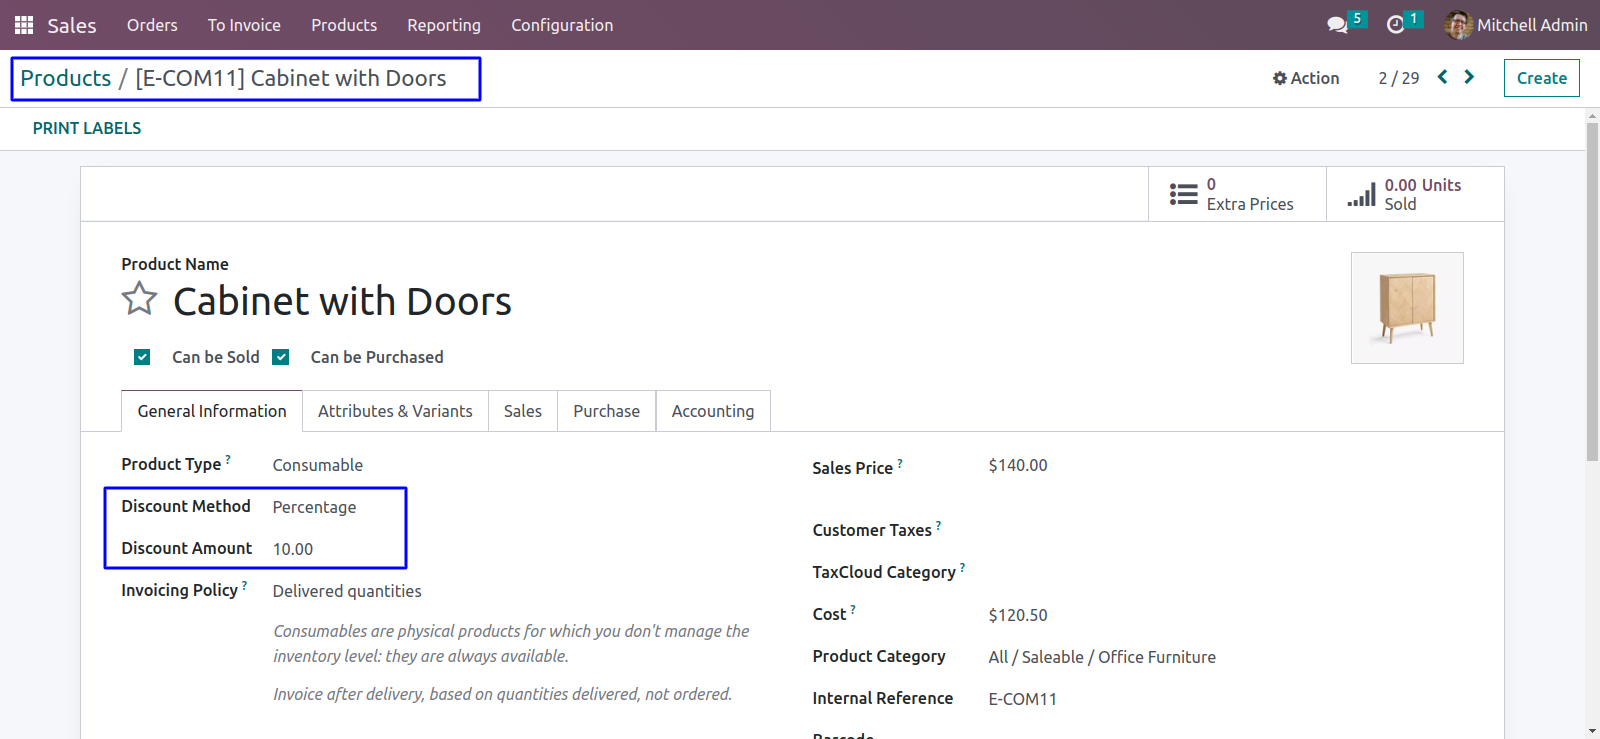 Sales Orders To Invoice Products Reporting Configuration 5 1 Mitchell Admin
Products / [E-COM11] Cabinet with Doors Action 2 / 29 Create
PRINT LABELS
0
Extra Prices
0.00 Units
Sold
Product Name
Cabinet with Doors
Can be Sold Can be Purchased
General Information Attributes & Variants Sales Purchase Accounting
Product Type ? Consumable
Discount Method Percentage
Discount Amount 10.00
Invoicing Policy ? Delivered quantities
Consumables are physical products for which you don't manage the
inventory level: they are always available.
Invoice after delivery, based on quantities delivered, not ordered.
Sales Price ? $140.00
Customer Taxes ?
TaxCloud Category ?
Cost ? $120.50
Product Category All / Saleable / Office Furniture
Internal Reference E-COM11
Barcode